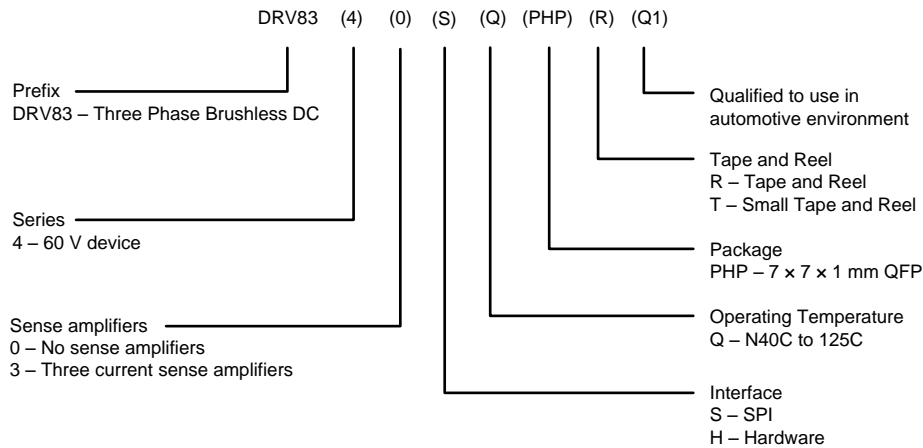 DRV83 (4) (0) (S) (Q) (PHP) (R) (Q1)
Prefix
DRV83 – Three Phase Brushless DC
Series
4 – 60 V device
Sense amplifiers
0 – No sense amplifiers
3 – Three current sense amplifiers
Qualified to use in
automotive environment
Tape and Reel
R – Tape and Reel
T – Small Tape and Reel
Package
PHP – 7 × 7 × 1 mm QFP
Operating Temperature
Q – N40C to 125C
Interface
S – SPI
H – Hardware